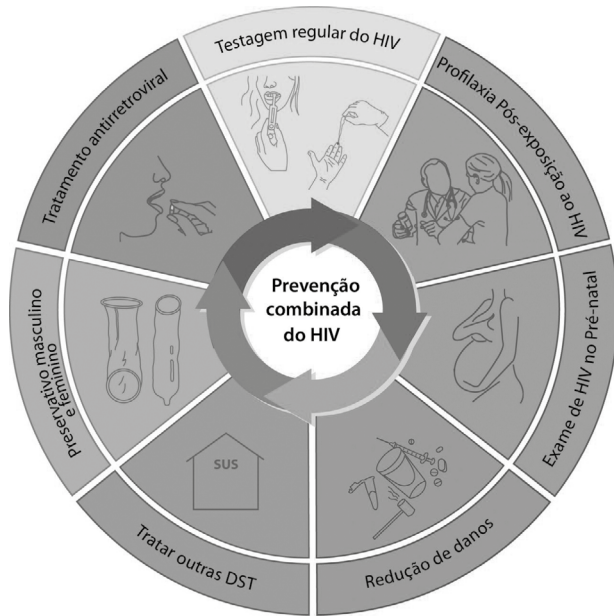 Testagem regular do HIV
Profilaxia Pós-exposição ao HIV
Exame de HIV no Pré-natal
Redução de danos
Tratar outras DST
Preservativo masculino
e feminino
Tratamento antirretroviral
SUS
Prevenção
combinada
do HIV